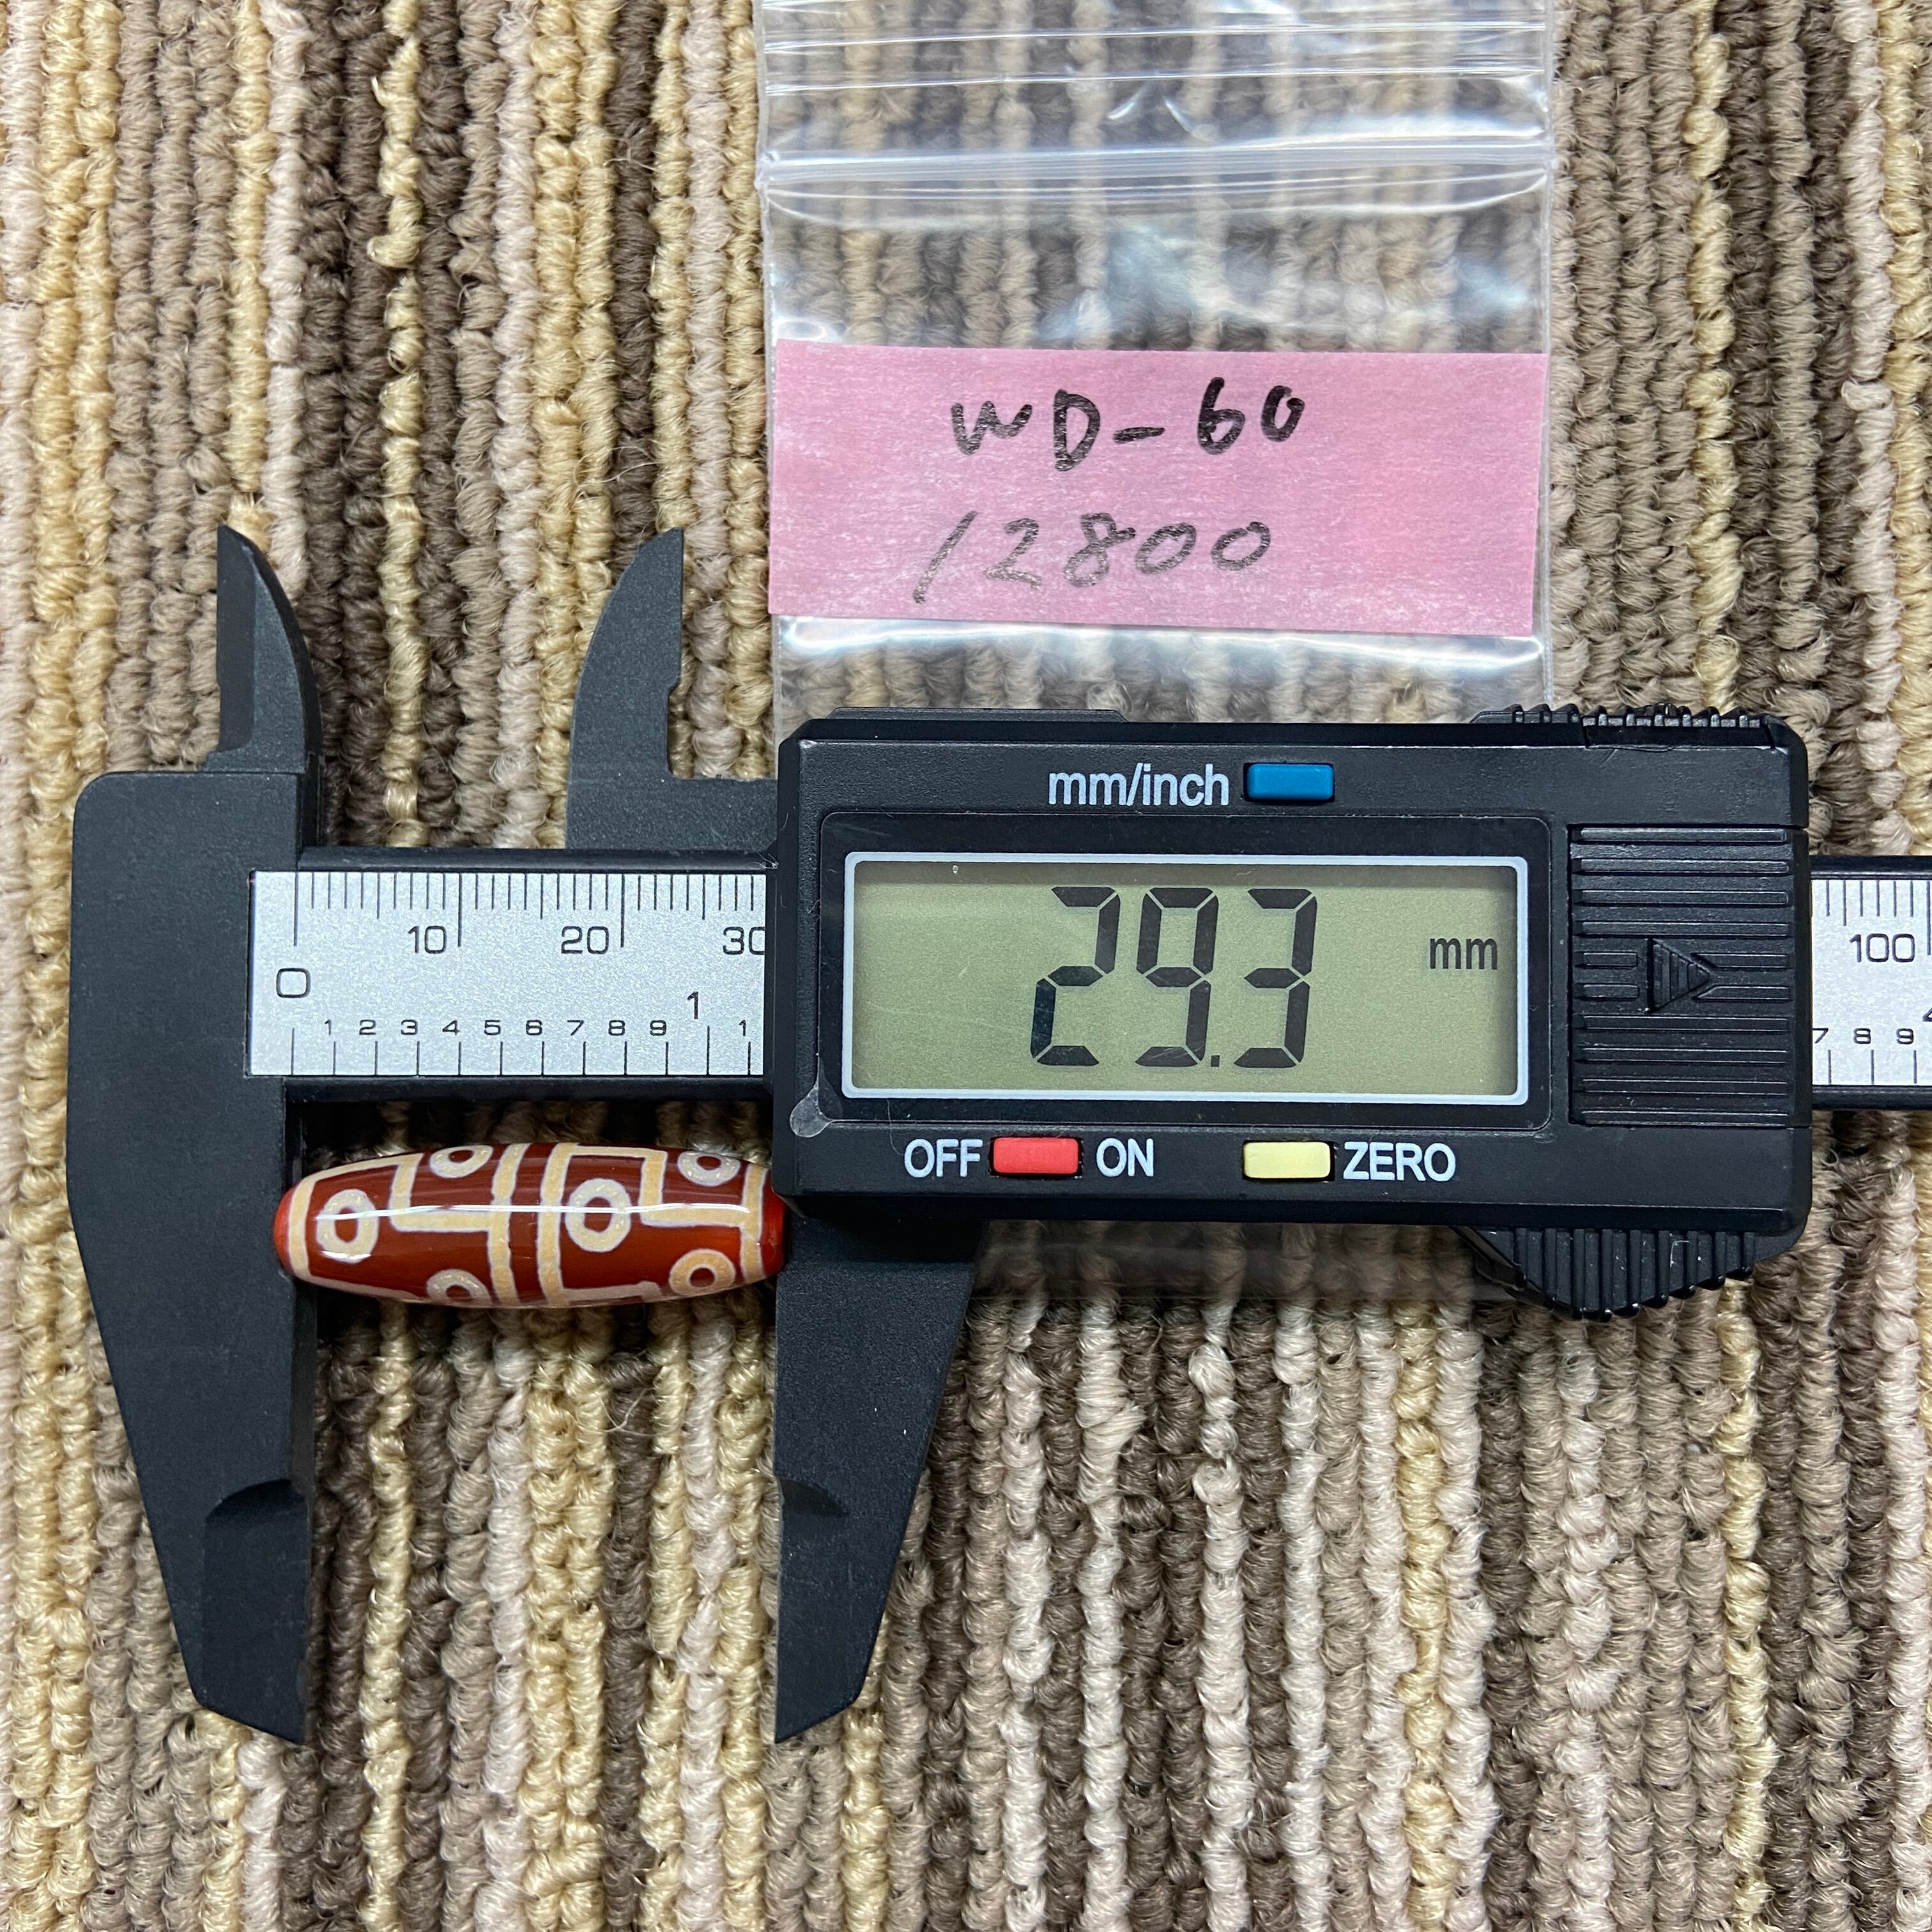 WD-60
12800
mm/inch
29.3 mm
0 10 20 30
1 2 3 4 5 6 7 8 9 1 1
100
7 8 9
OFF ON ZERO